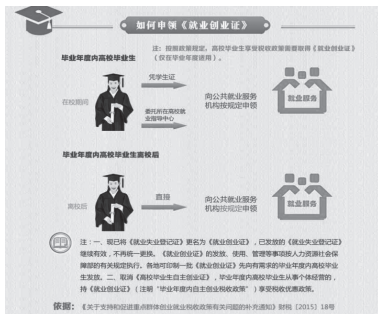 如何申领《就业创业证》
注：按照政策规定，高校毕业生享受税收政策需要取得《就业创业证》
（仅在毕业年度适用）。
毕业年度内高校毕业生
凭学生证
在校期间
委托所在高校就
业指导中心
向公共就业服务
机构按规定申领
就业服务
毕业年度内高校毕业生离校后
离校后
直接
向公共就业服务
机构按规定申领
就业服务
注：一、现已将《就业失业登记证》更名为《就业创业证》，已发放的《就业失业登记证》
继续有效，不再统一更换。《就业创业证》的发放、使用、管理等事项按人力资源社会保
障部的有关规定执行。各地可印制一批《就业创业证》先向有需求的毕业年度内高校毕业
生发放。二、取消《高校毕业生自主创业证》，毕业年度内高校毕业生从事个体经营的，
持《就业创业证》（注明“毕业年度内自主创业税收政策”）享受税收优惠政策。
依据：《关于支持和促进重点群体创业就业税收政策有关问题的补充通知》财税〔2015〕18号